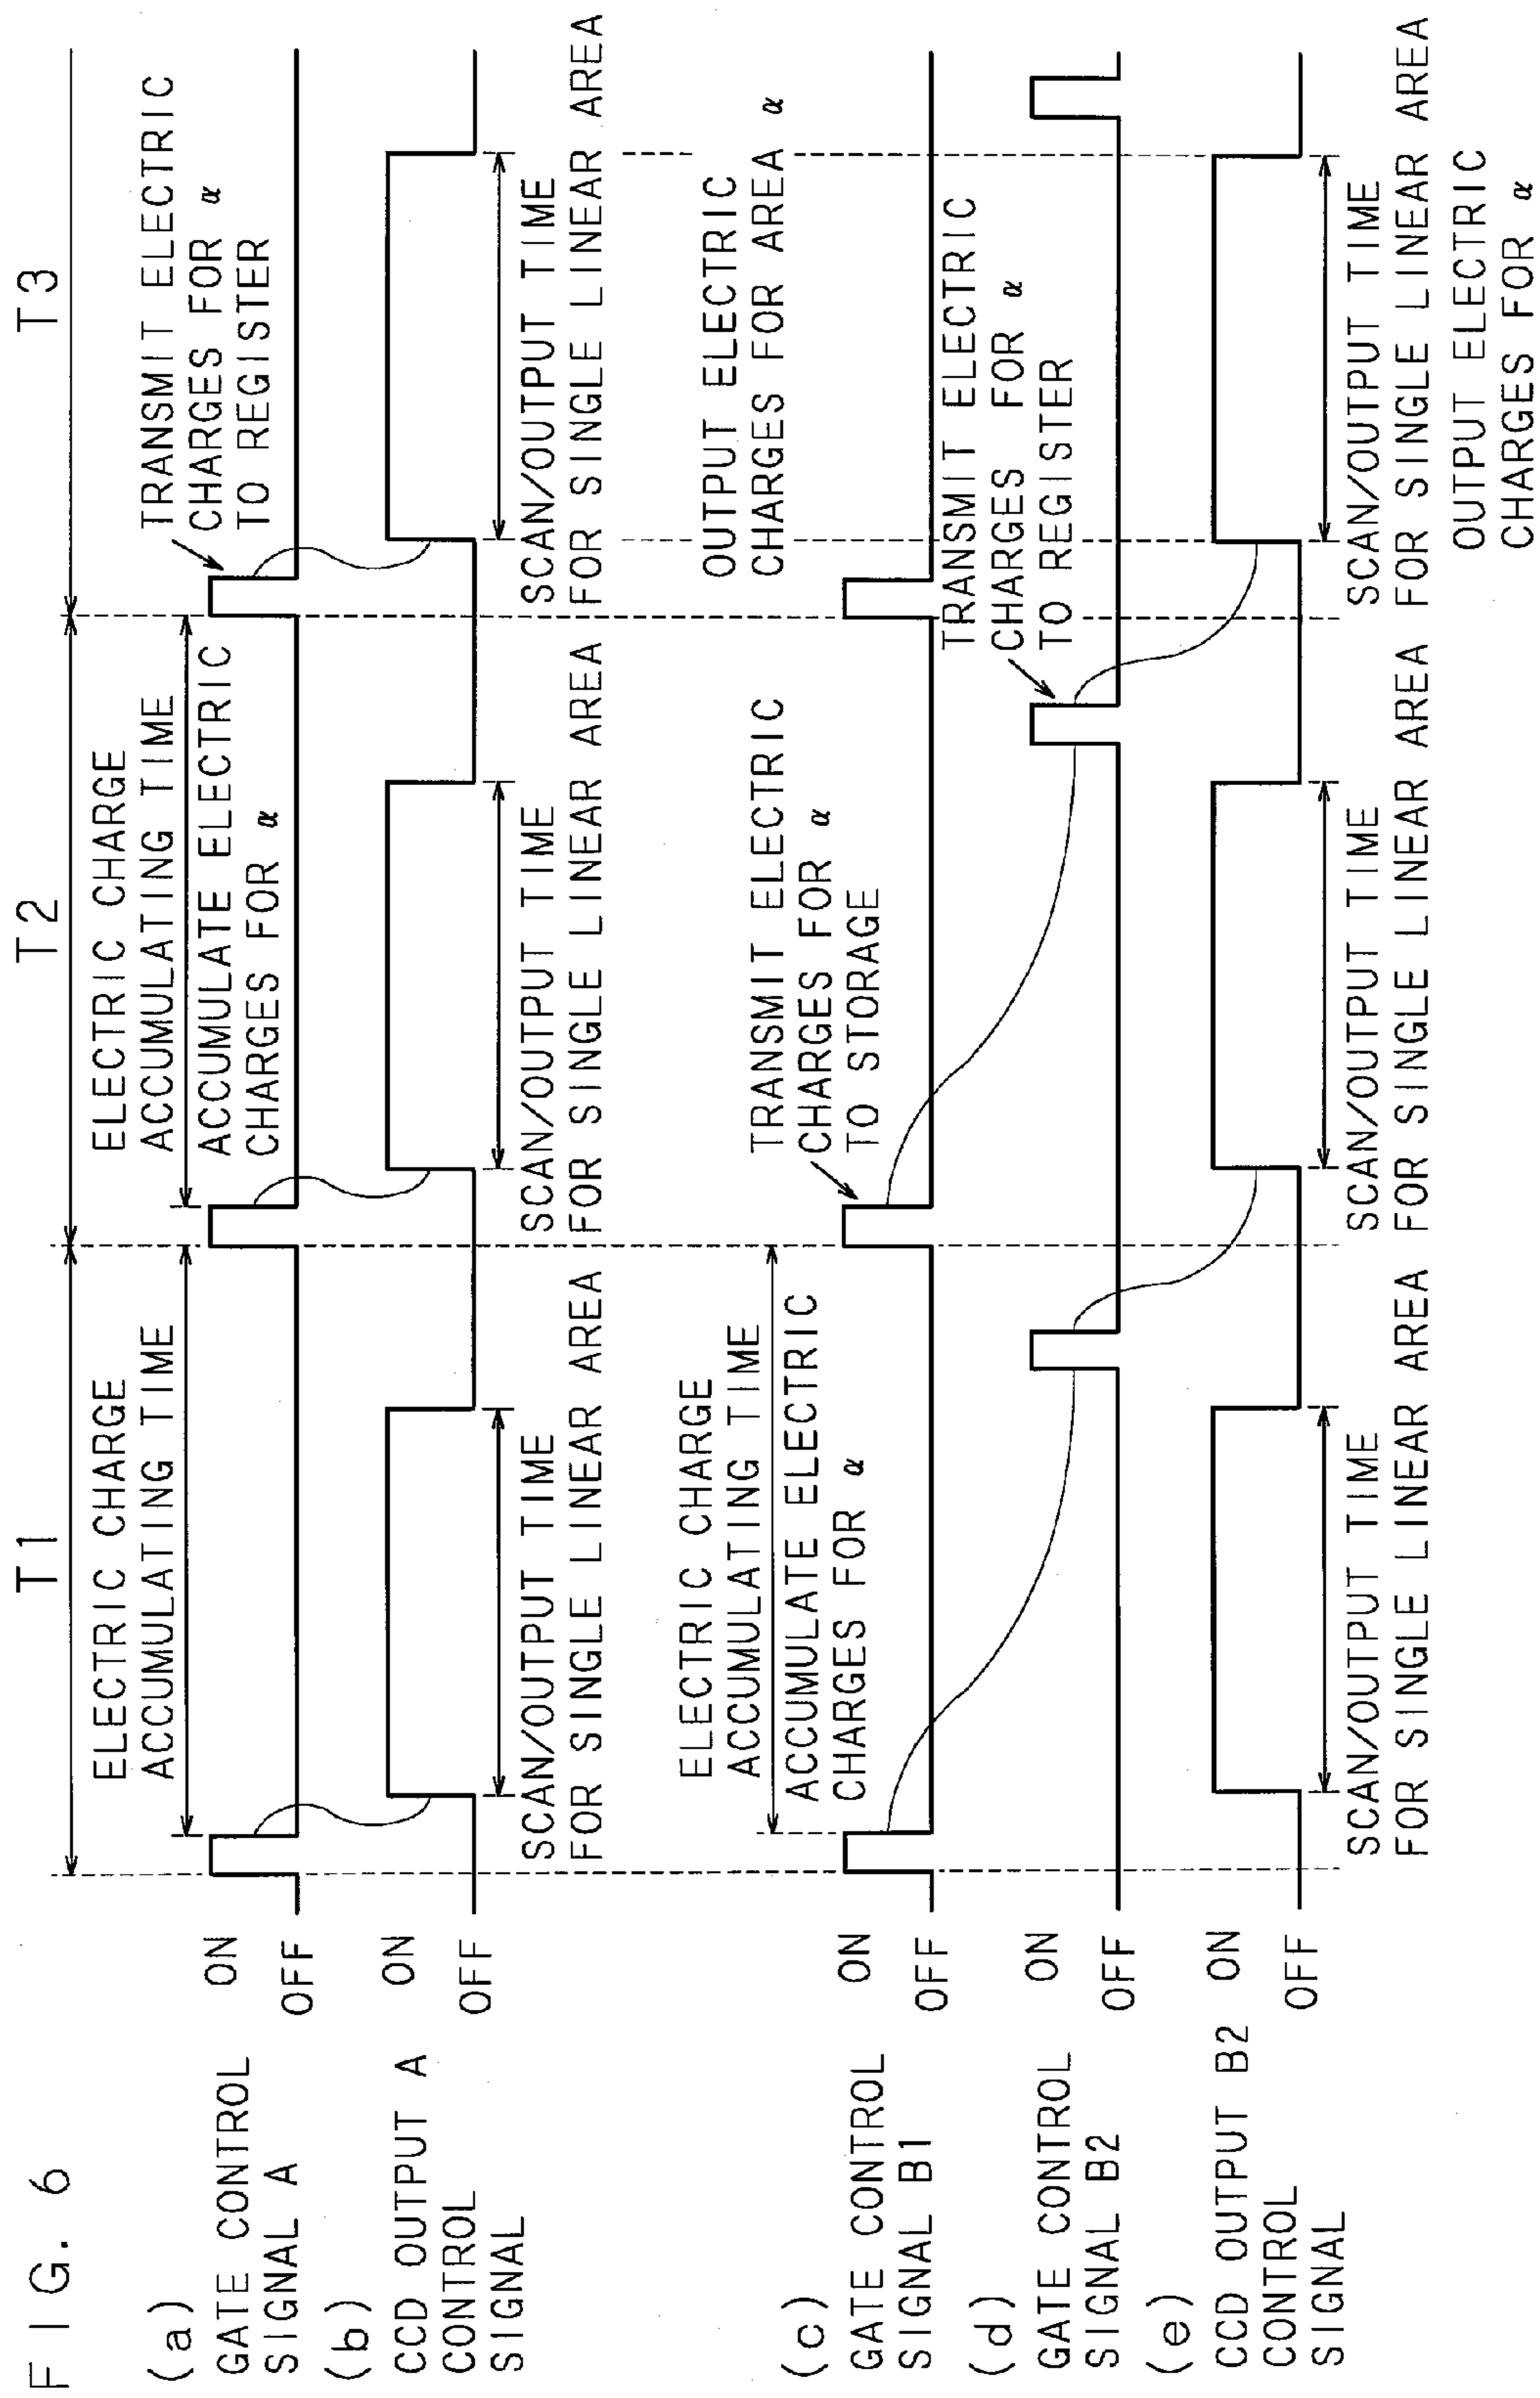 FIG. 6
T1
T2
T3
(a)
GATE CONTROL
SIGNAL A
ON
OFF
ELECTRIC CHARGE
ACCUMULATING TIME
ELECTRIC CHARGE
ACCUMULATING TIME
ACCUMULATE ELECTRIC
CHARGES FOR α
TRANSMIT ELECTRIC
CHARGES FOR α
TO REGISTER
(b)
CCD OUTPUT A
CONTROL
SIGNAL
ON
OFF
SCAN/OUTPUT TIME
FOR SINGLE LINEAR AREA
SCAN/OUTPUT TIME
FOR SINGLE LINEAR AREA
SCAN/OUTPUT TIME
FOR SINGLE LINEAR AREA
OUTPUT ELECTRIC
CHARGES FOR AREA α
(c)
GATE CONTROL
SIGNAL B1
ON
OFF
ELECTRIC CHARGE
ACCUMULATING TIME
ACCUMULATE ELECTRIC
CHARGES FOR α
TRANSMIT ELECTRIC
CHARGES FOR α
TO STORAGE
(d)
GATE CONTROL
SIGNAL B2
ON
OFF
TRANSMIT ELECTRIC
CHARGES FOR α
TO REGISTER
(e)
CCD OUTPUT B2
CONTROL
SIGNAL
ON
OFF
SCAN/OUTPUT TIME
FOR SINGLE LINEAR AREA
SCAN/OUTPUT TIME
FOR SINGLE LINEAR AREA
SCAN/OUTPUT TIME
FOR SINGLE LINEAR AREA
OUTPUT ELECTRIC
CHARGES FOR α